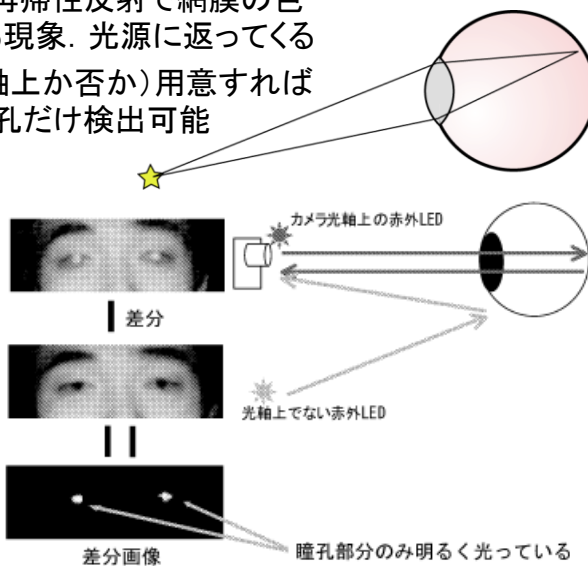 再帰性反射で網膜の色
る現象．光源に返ってくる
軸上か否か）用意すれば
孔だけ検出可能
カメラ光軸上の赤外LED
差分
光軸上でない赤外LED
差分画像
瞳孔部分のみ明るく光っている